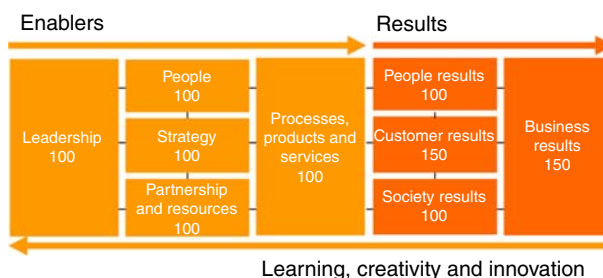 Enablers
Results
Leadership
100
People
100
Strategy
100
Partnership
and resources
100
Processes,
products and
services
100
People results
100
Customer results
150
Society results
100
Business
results
150
Learning, creativity and innovation